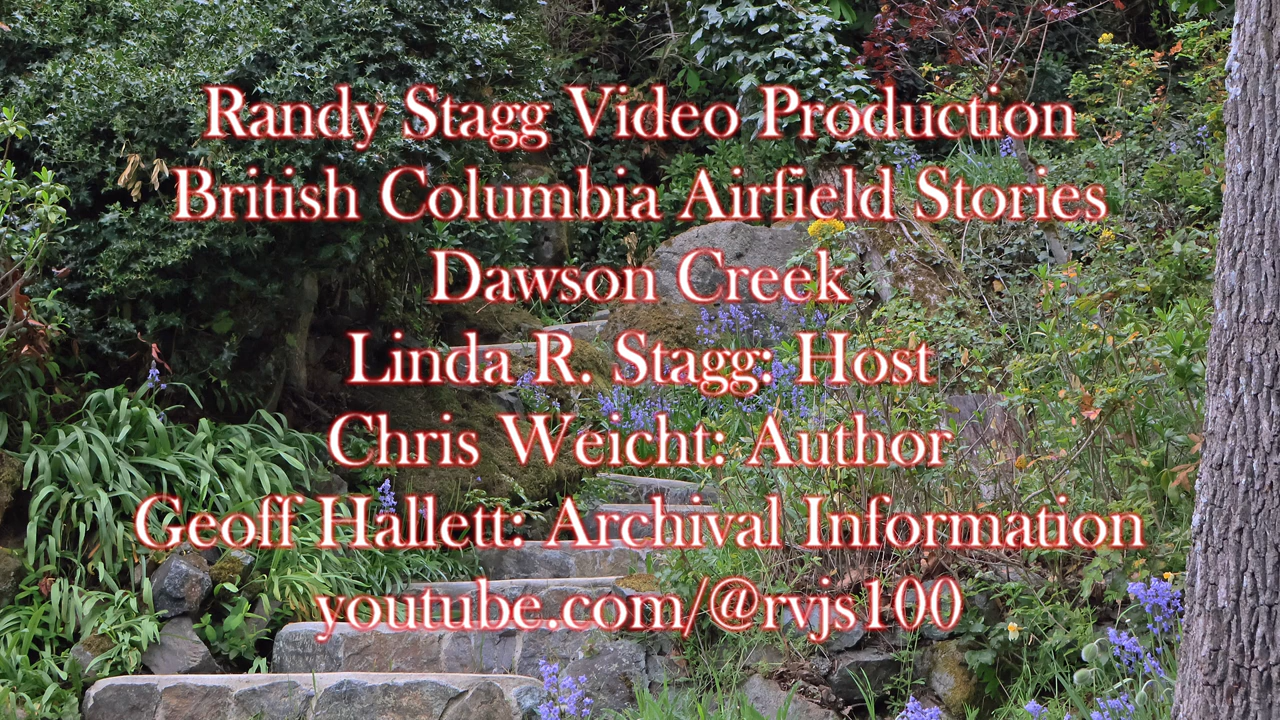 Randy Stagg Video Production
British Columbia Airfield Stories
Dawson Creek
Linda R. Stagg: Host
Chris Weicht: Author
Geoff Hallett: Archival Information
youtube.com/@rvjs100